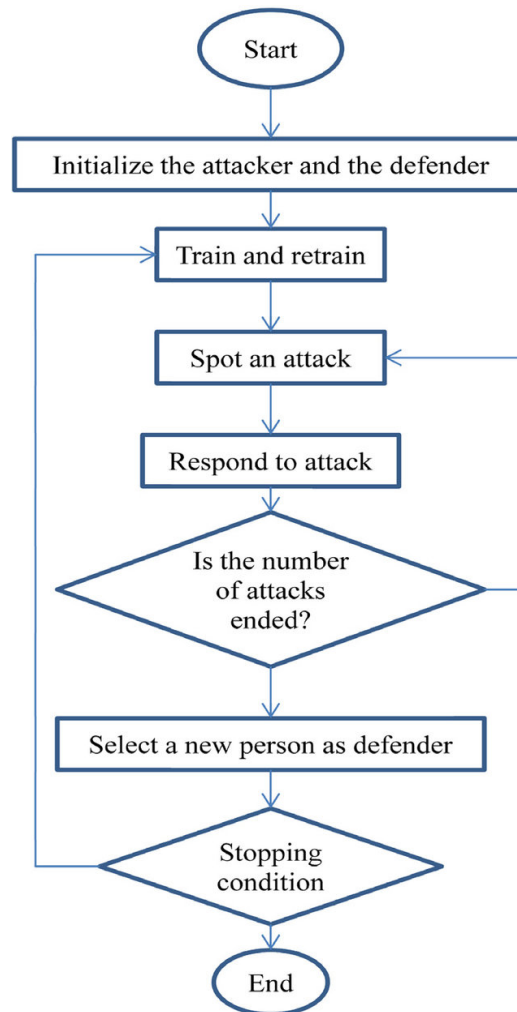 Start
Initialize the attacker and the defender
Train and retrain
Spot an attack
Respond to attack
Is the number
of attacks
ended?
Select a new person as defender
Stopping
condition
End